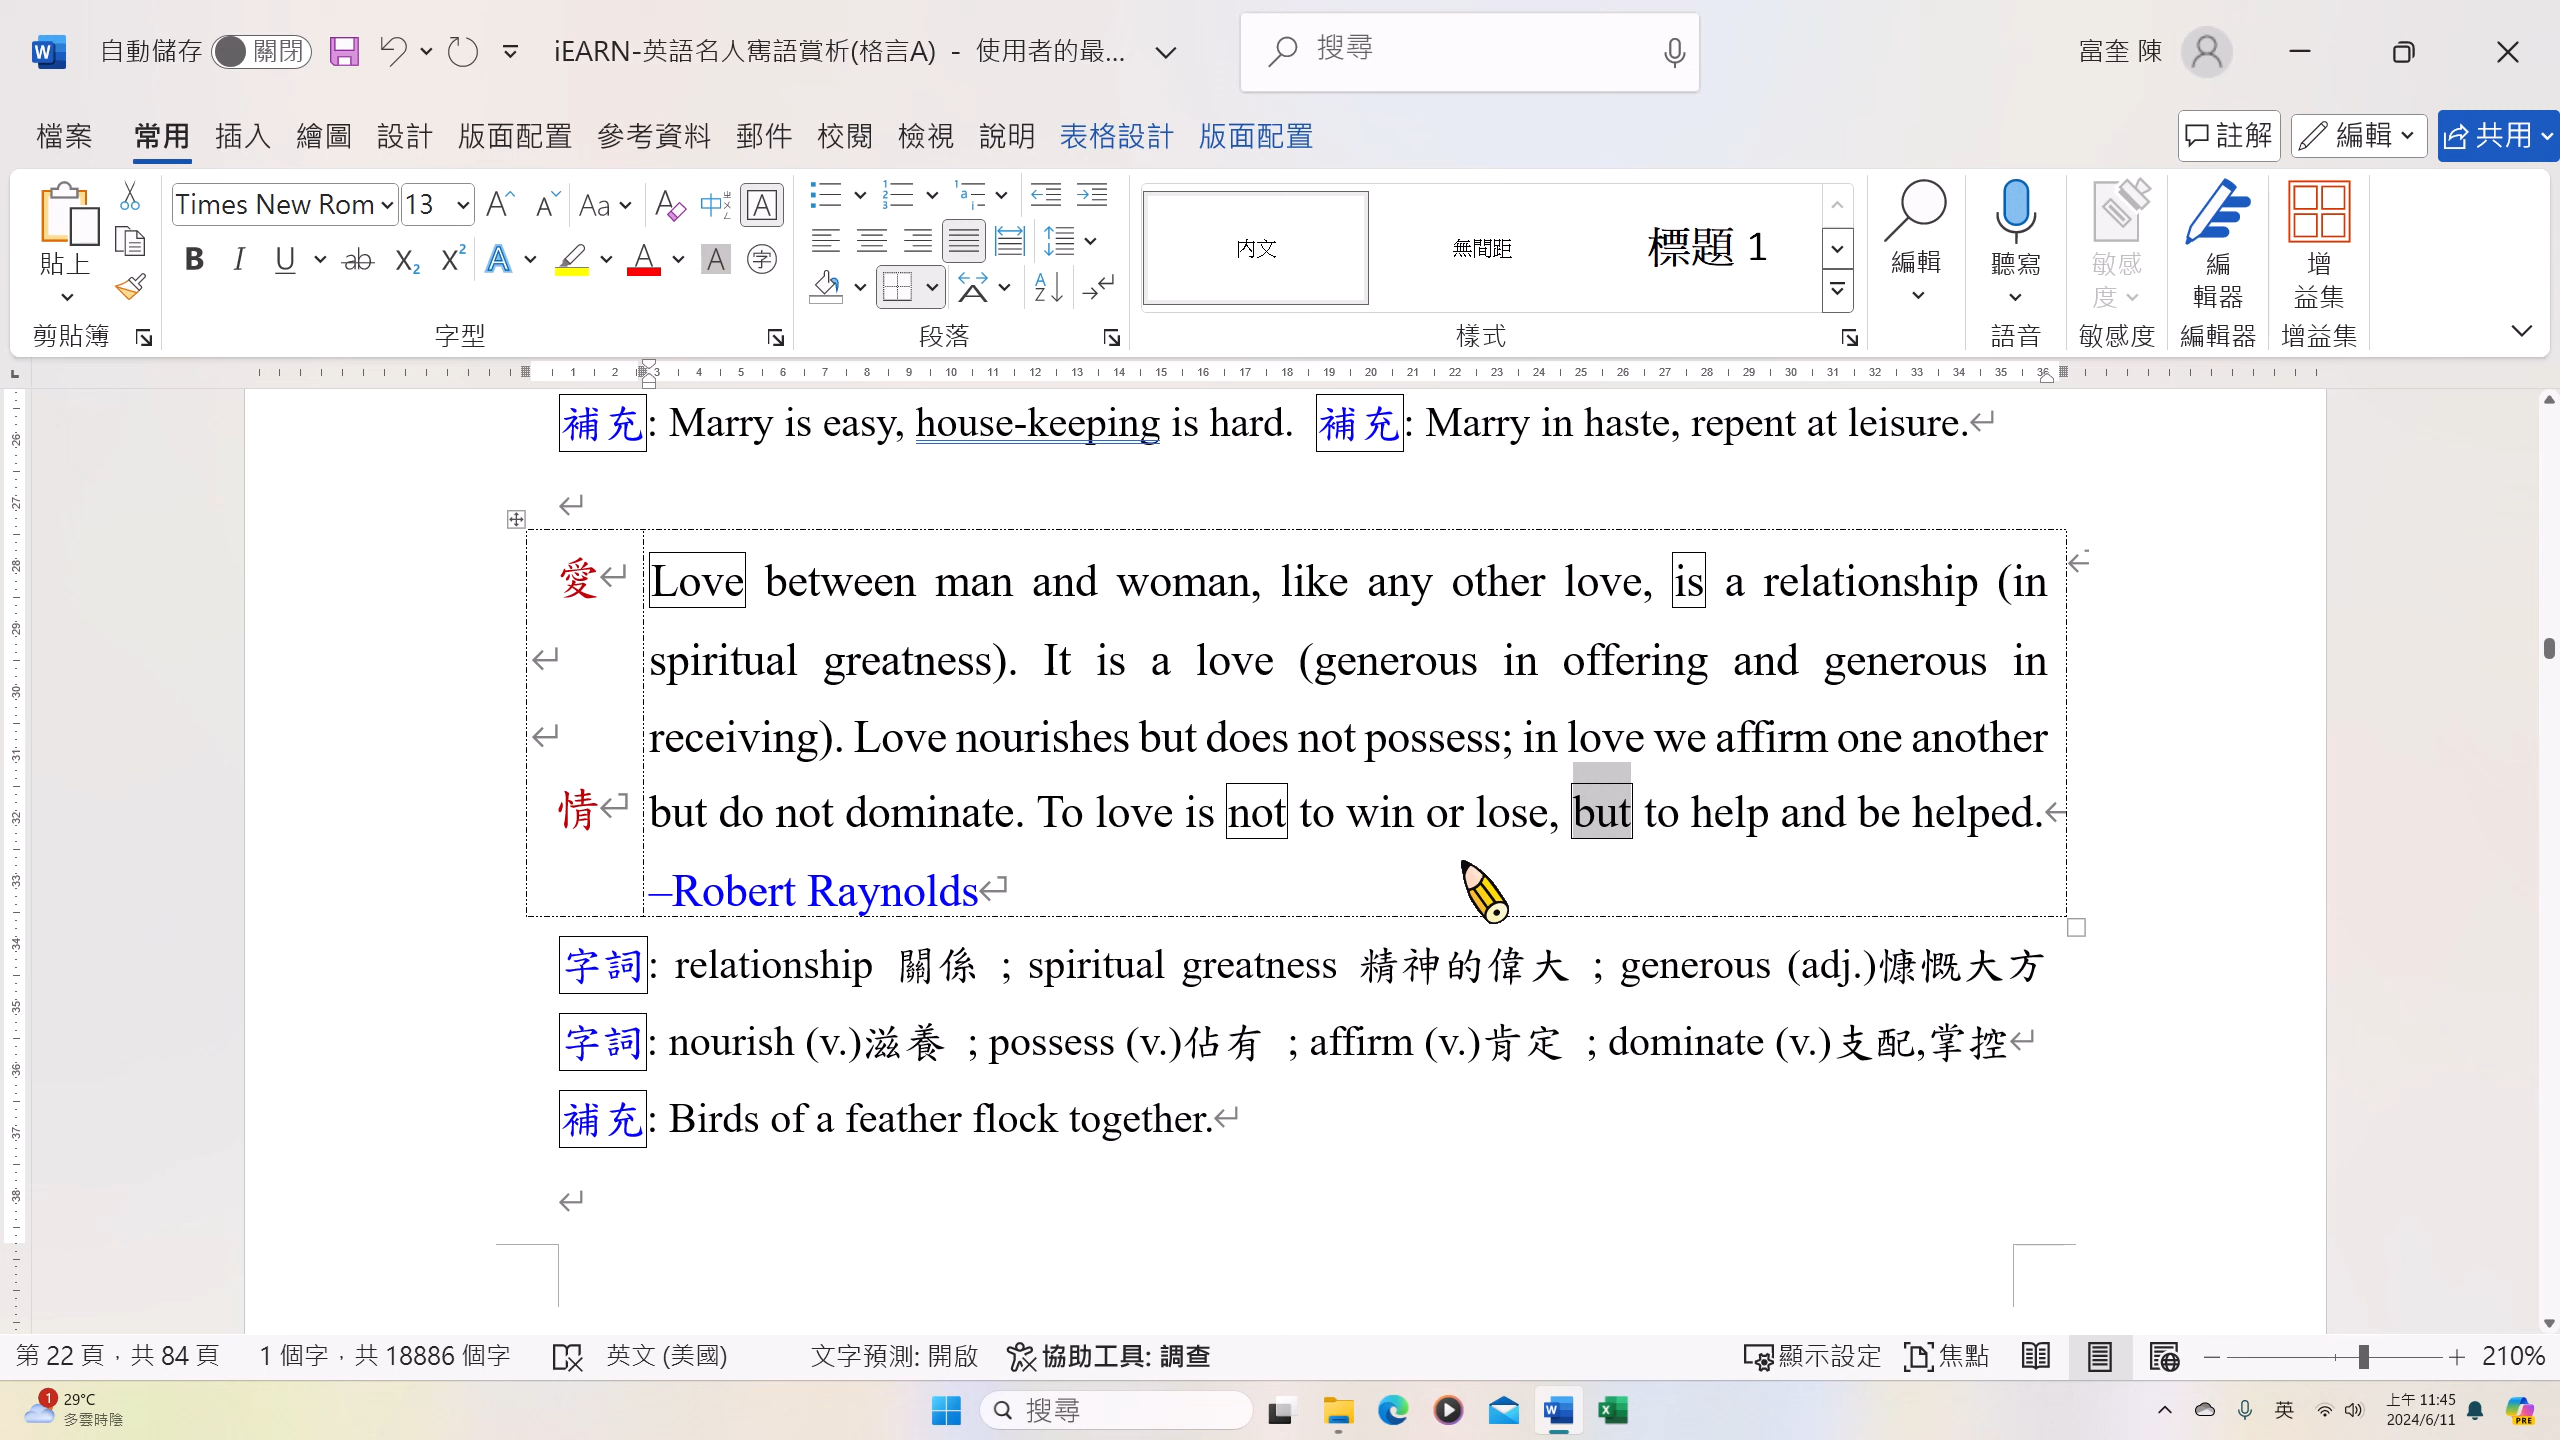 自動儲存 關閉 iEARN-英語名人寓語賞析(格言A) - 使用者的最... 搜尋 富奎 陳
檔案 常用 插入 繪圖 設計 版面配置 參考資料 郵件 校閱 檢視 說明 表格設計 版面配置 註解 編輯 共用
貼上 剪貼簿
Times New Rom 13 字型
段落
內文 無間距 標題 1 樣式
編輯
聽寫 語音
敏感度 敏感度
編輯器 編輯器
增益集 增益集
補充: Marry is easy, house-keeping is hard. 補充: Marry in haste, repent at leisure.
愛 Love between man and woman, like any other love, is a relationship (in
spiritual greatness). It is a love (generous in offering and generous in
receiving). Love nourishes but does not possess; in love we affirm one another
情 but do not dominate. To love is not to win or lose, but to help and be helped.
–Robert Raynolds
字詞: relationship 關係 ; spiritual greatness 精神的偉大 ; generous (adj.)慷慨大方
字詞: nourish (v.)滋養 ; possess (v.)佔有 ; affirm (v.)肯定 ; dominate (v.)支配,掌控
補充: Birds of a feather flock together.
第 22 頁，共 84 頁 1 個字，共 18886 個字 英文 (美國) 文字預測: 開啟 協助工具: 調查 顯示設定 焦點 210%
1 29°C
多雲時陰
搜尋
英
上午 11:45
2024/6/11
PRE